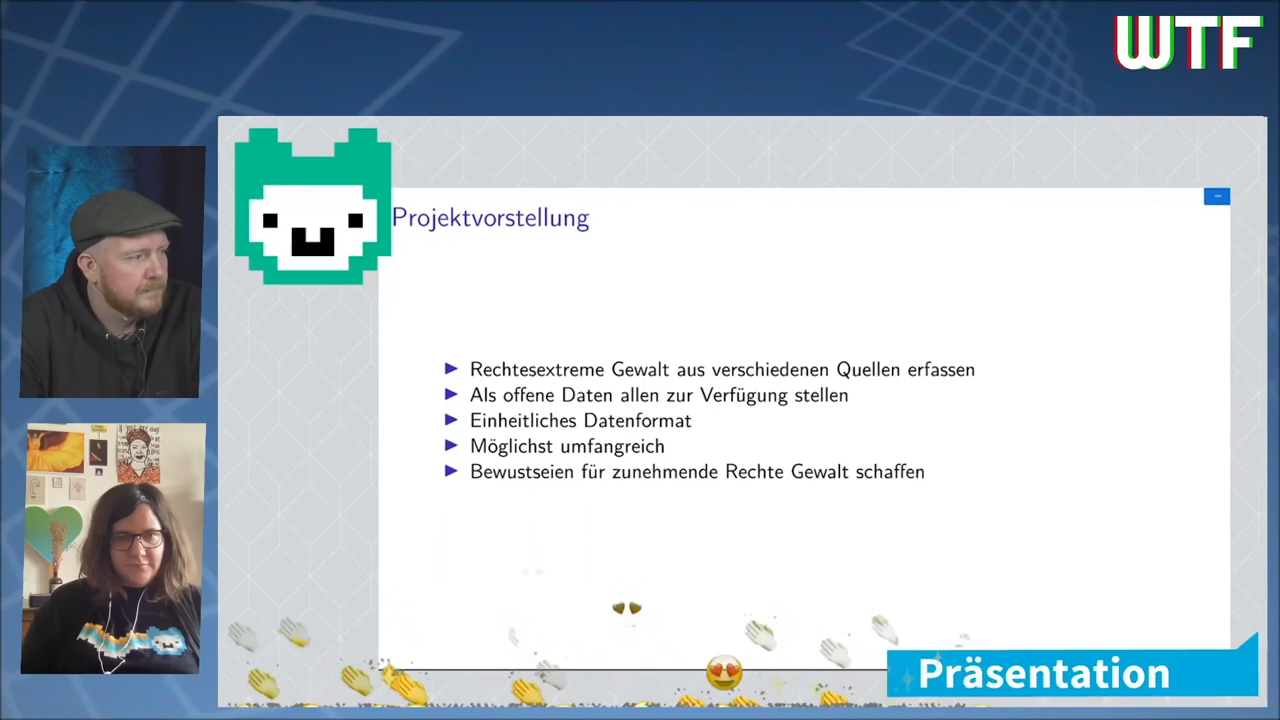 WTF
Projektvorstellung
Rechtesextreme Gewalt aus verschiedenen Quellen erfassen
Als offene Daten allen zur Verfügung stellen
Einheitliches Datenformat
Möglichst umfangreich
Bewustseien für zunehmende Rechte Gewalt schaffen
Präsentation